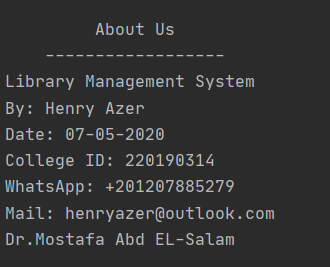 About Us
------------------
Library Management System
By: Henry Azer
Date: 07-05-2020
College ID: 220190314
WhatsApp: +201207885279
Mail: henryazer@outlook.com
Dr.Mostafa Abd EL-Salam